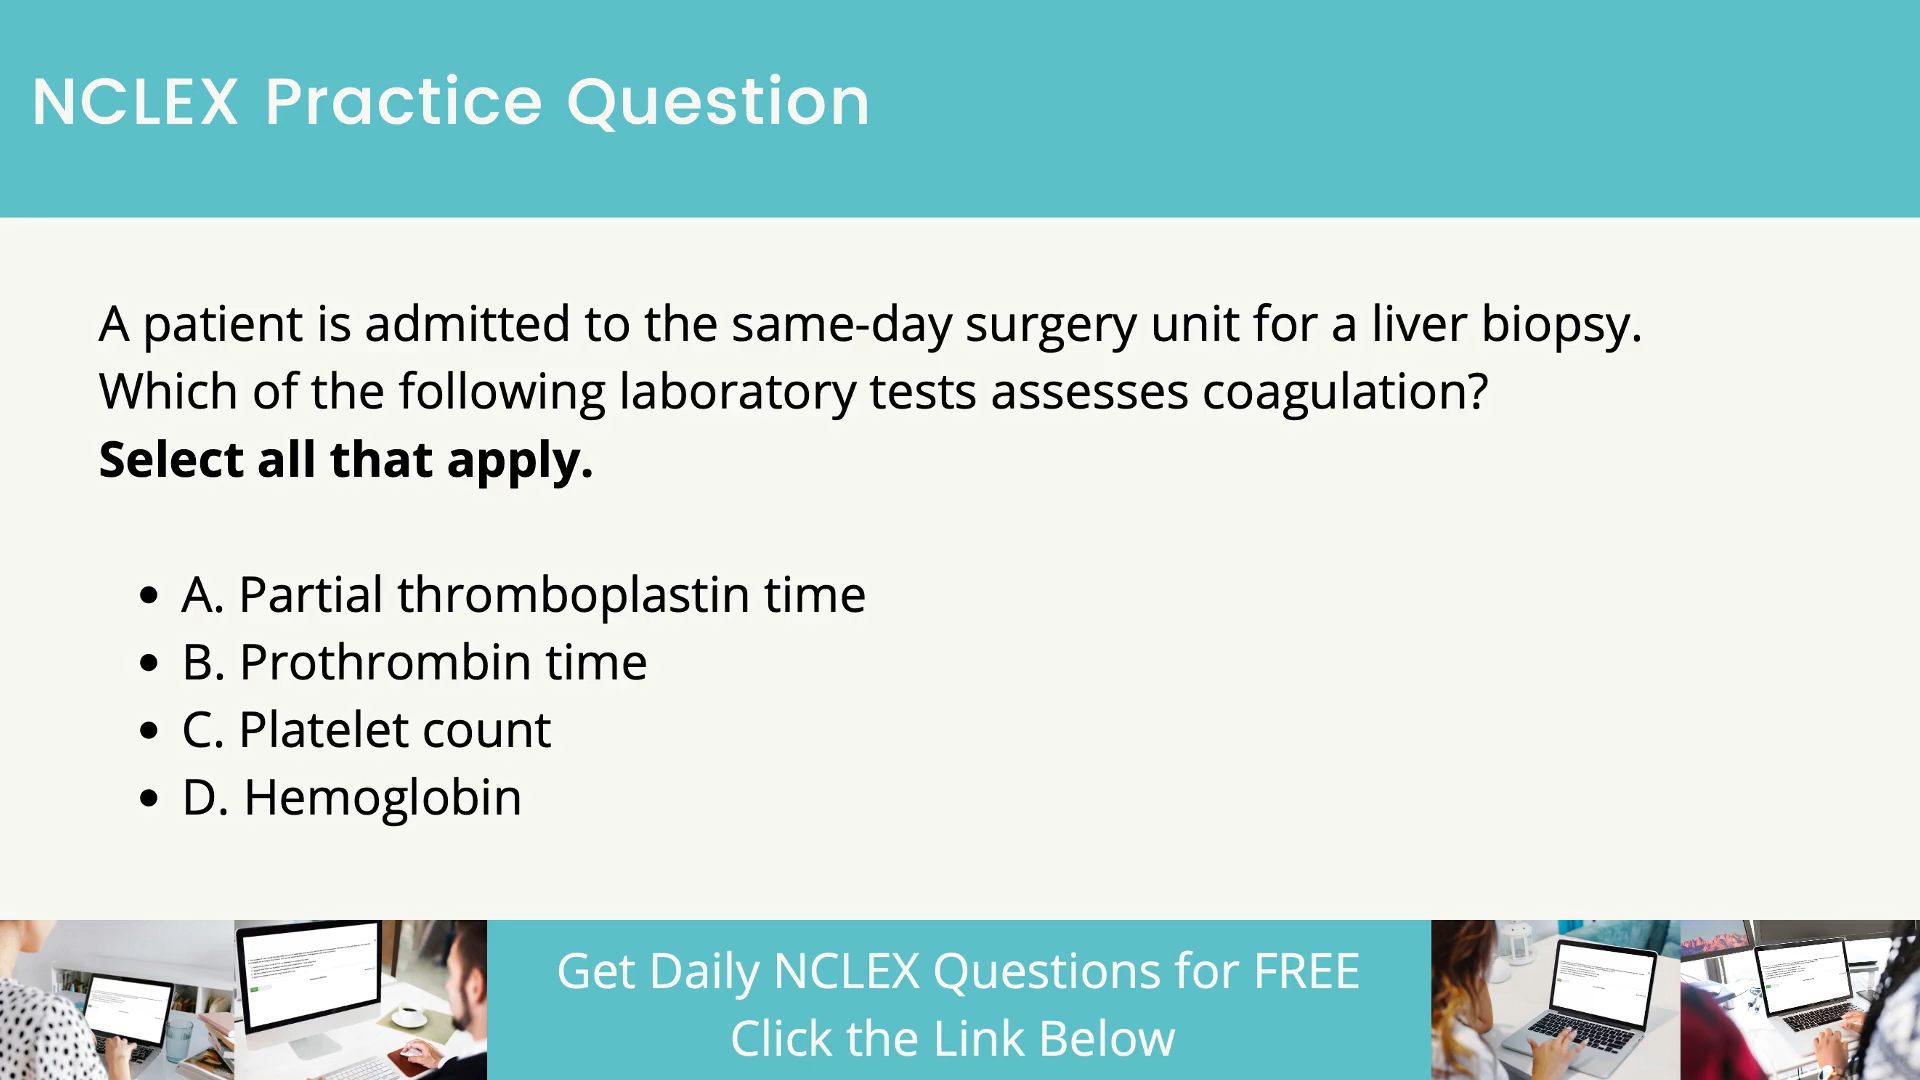 NCLEX Practice Question
A patient is admitted to the same-day surgery unit for a liver biopsy.
Which of the following laboratory tests assesses coagulation?
Select all that apply.
• A. Partial thromboplastin time
• B. Prothrombin time
• C. Platelet count
• D. Hemoglobin
Get Daily NCLEX Questions for FREE
Click the Link Below